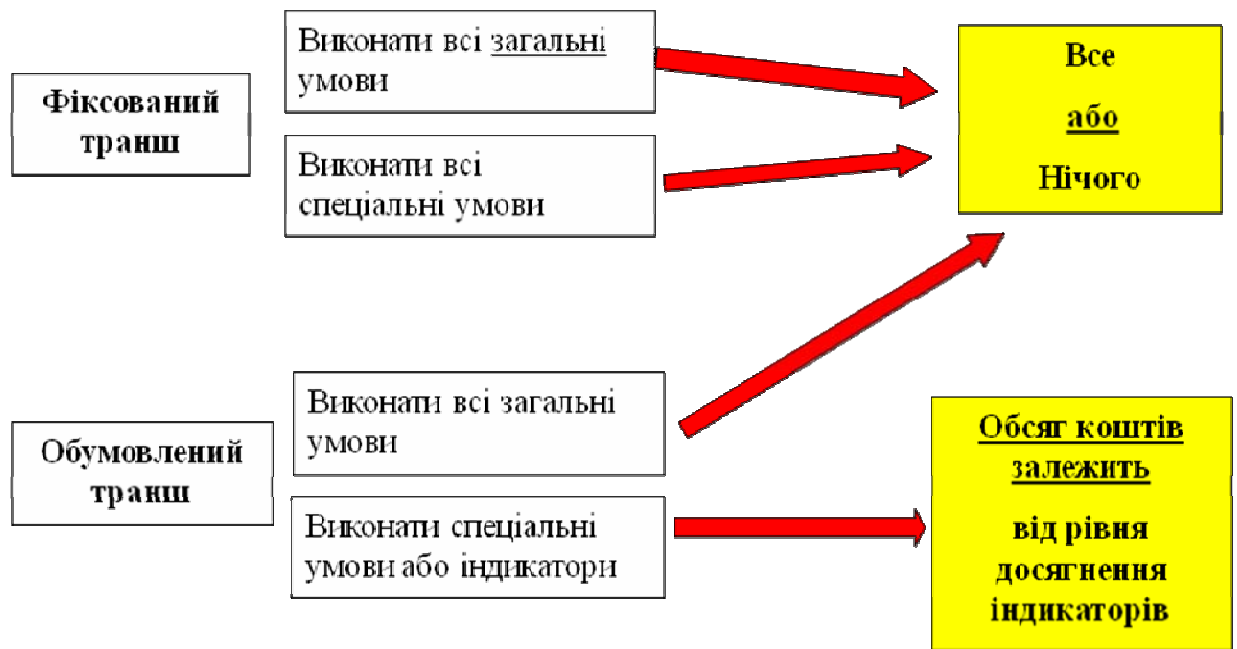 Фіксований
транш
Виконати всі загальні
умови
Виконати всі
спеціальні умови
Все
або
Нічого
Обумовлений
транш
Виконати всі загальні
умови
Виконати спеціальні
умови або індикатори
Обсяг коштів
залежить
від рівня
досягнення
індикаторів